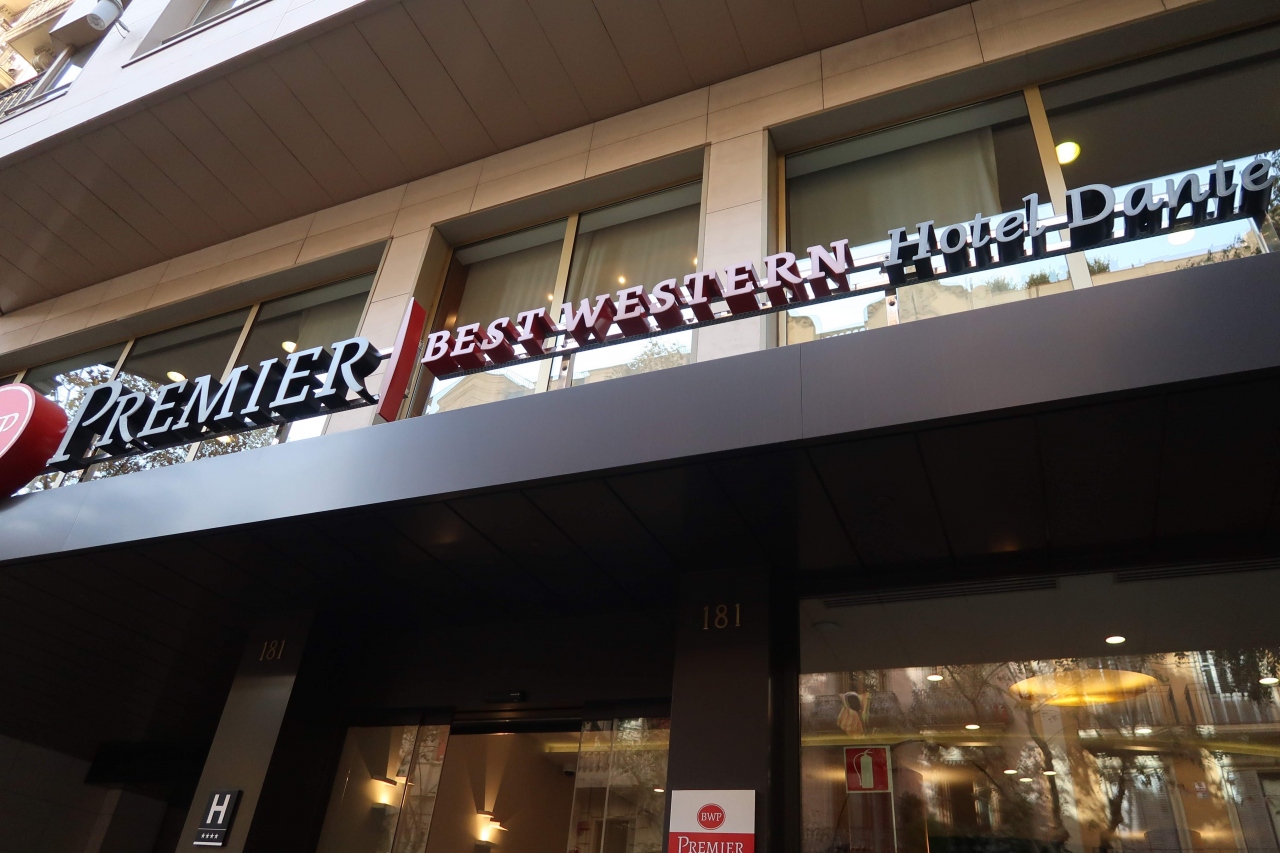 PREMIER BEST WESTERN Hotel Dante
181
181
H
BWP
PREMIER